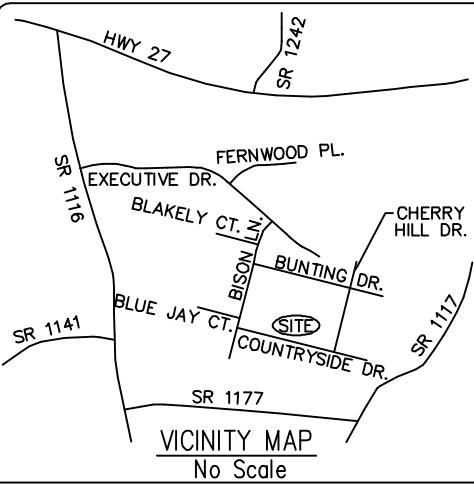 HWY 27
SR 1242
SR 1116
FERNWOOD PL.
EXECUTIVE DR.
BLAKELY CT.
BISON LN.
CHERRY
HILL DR.
BUNTING DR.
BLUE JAY CT.
SITE
COUNTRYSIDE DR.
SR 1117
SR 1141
SR 1177
VICINITY MAP
No Scale